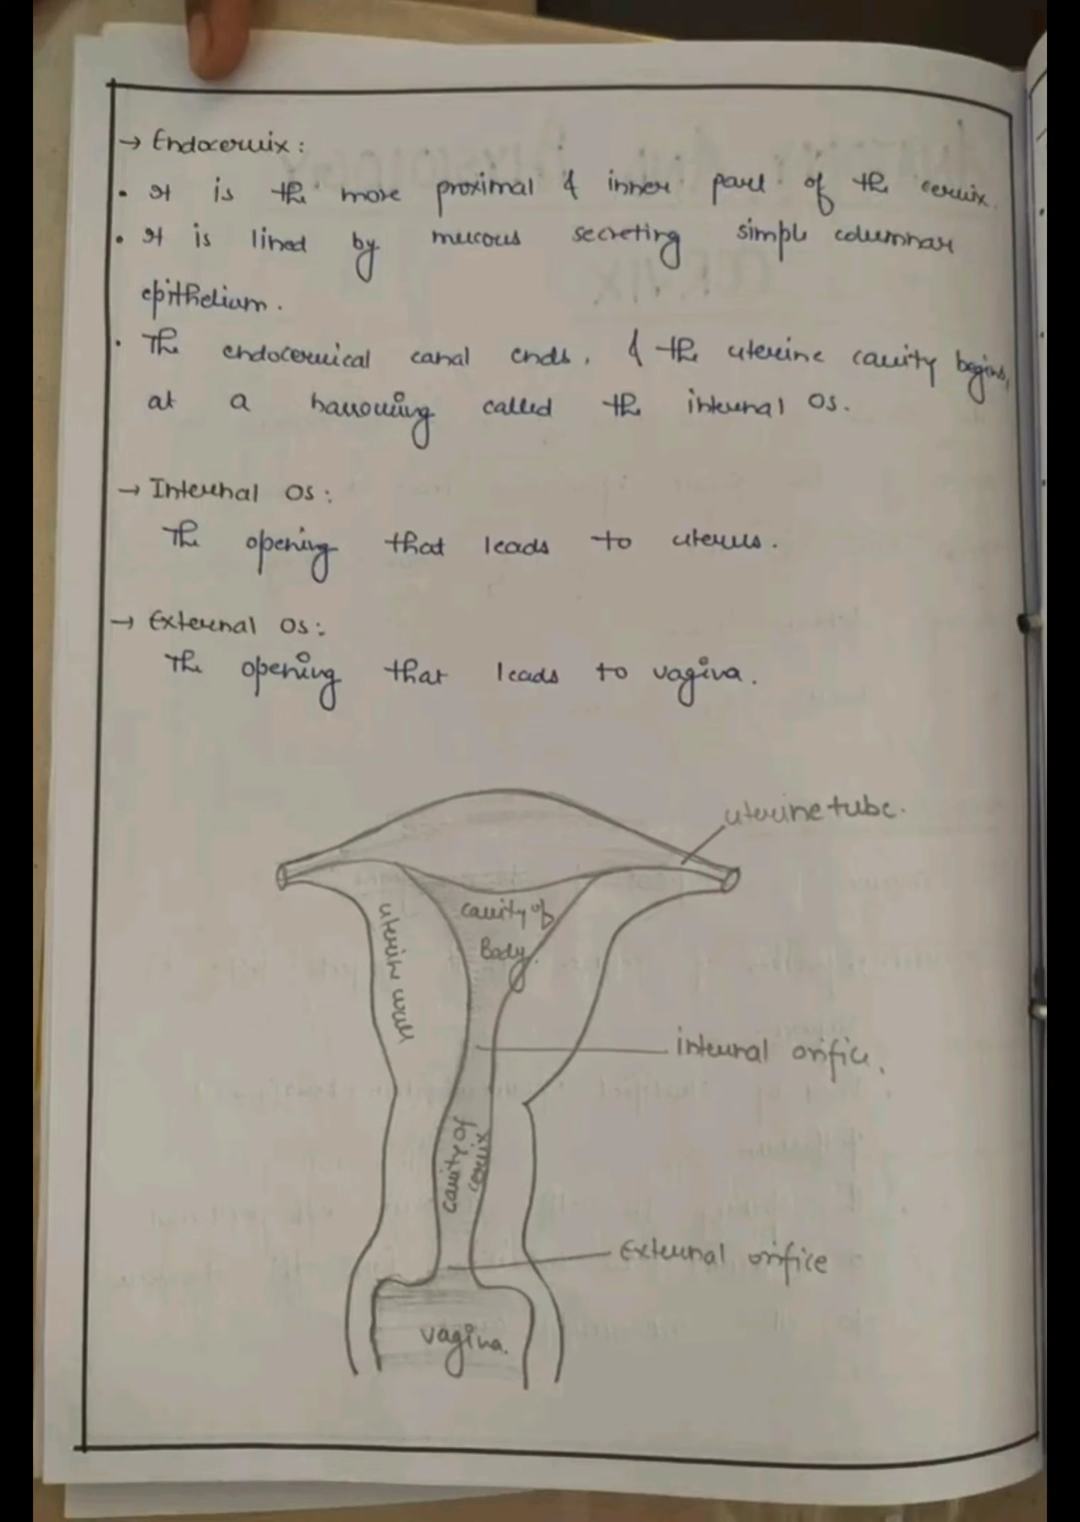 → Endocervix :
• It is the more proximal & inner part of the cervix.
• It is lined by mucous secreting simple columnar
epithelium.
• The endocervical canal ends, & the uterine cavity begins,
at a narrowing called the internal os.
→ Internal os :
The opening that leads to uterus.
→ External os :
The opening that leads to vagina.
uterine tube.
cavity of
Body.
uterine wall
internal orifice.
cavity of
cervix
External orifice
vagina.